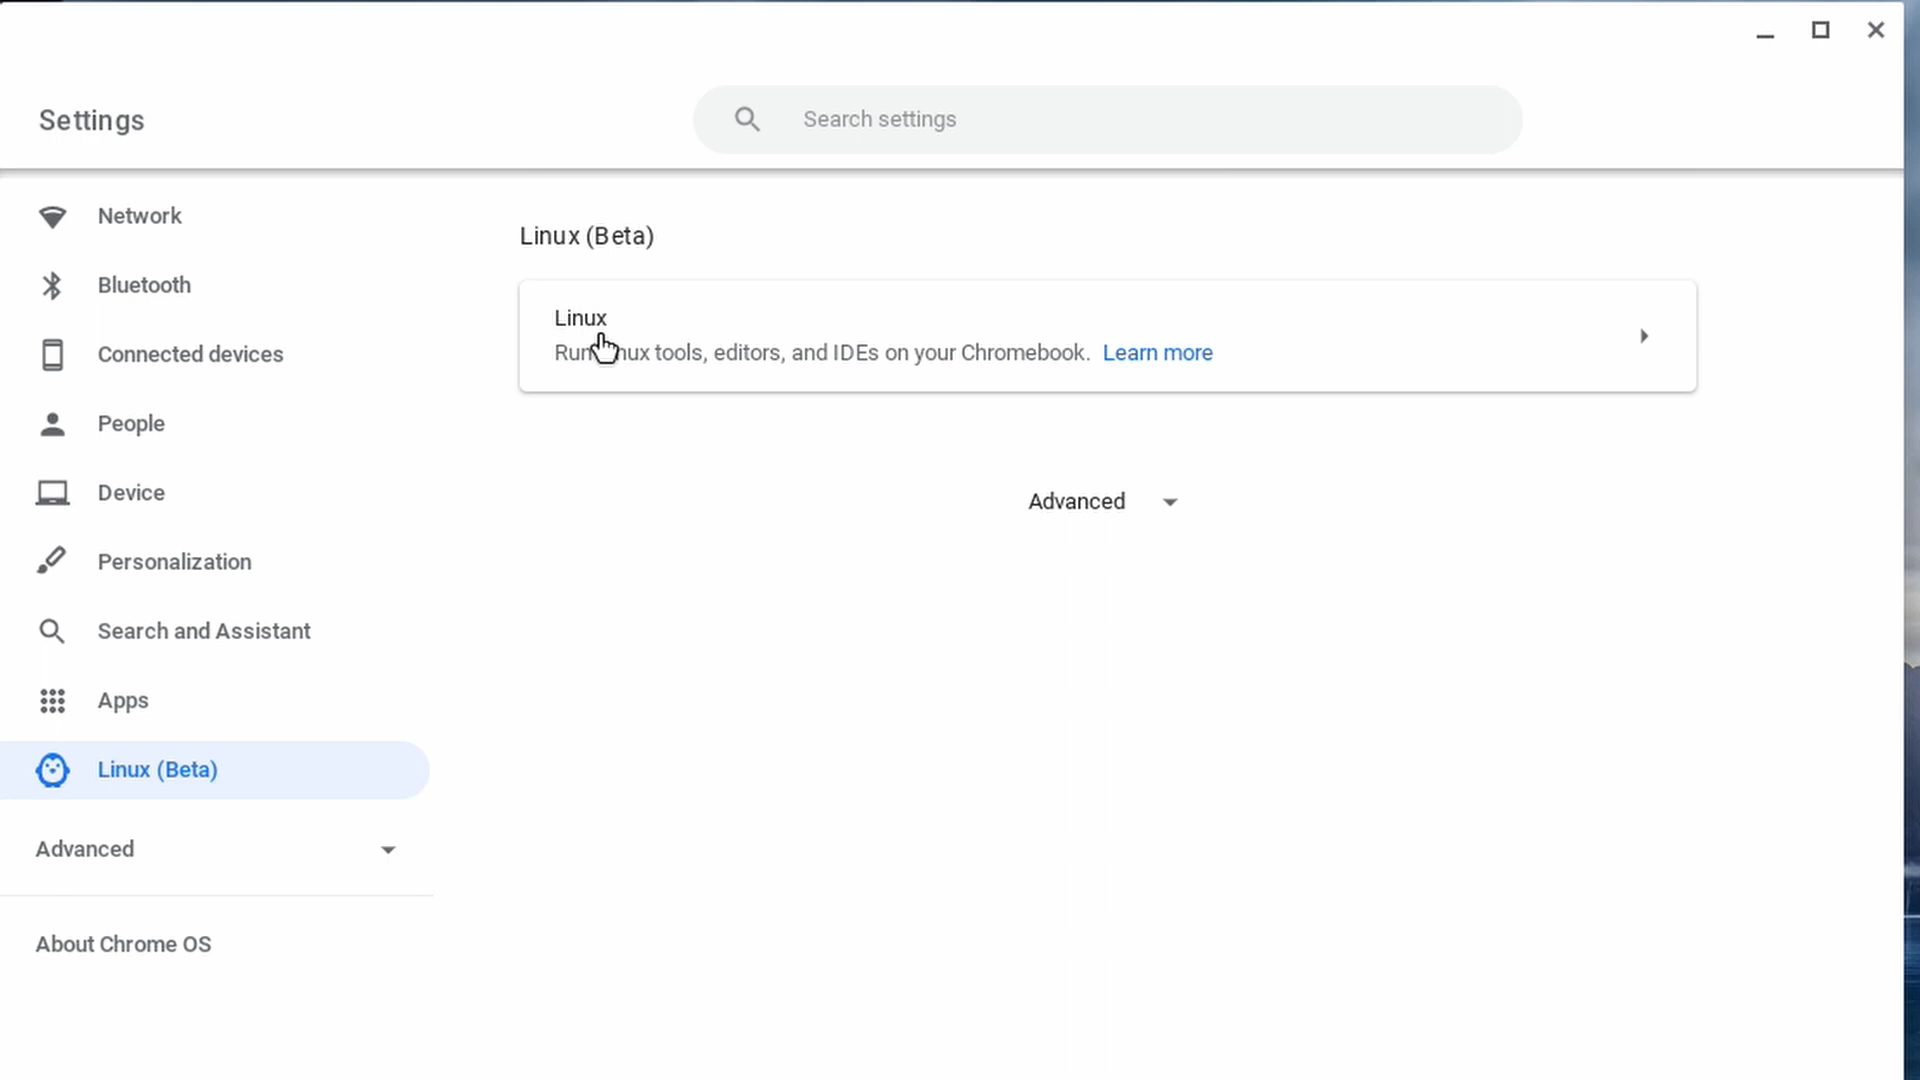 Settings
Search settings
Network
Bluetooth
Connected devices
People
Device
Personalization
Search and Assistant
Apps
Linux (Beta)
Advanced
About Chrome OS
Linux (Beta)
Linux
Run tools, editors, and IDEs on your Chromebook. Learn more
Advanced